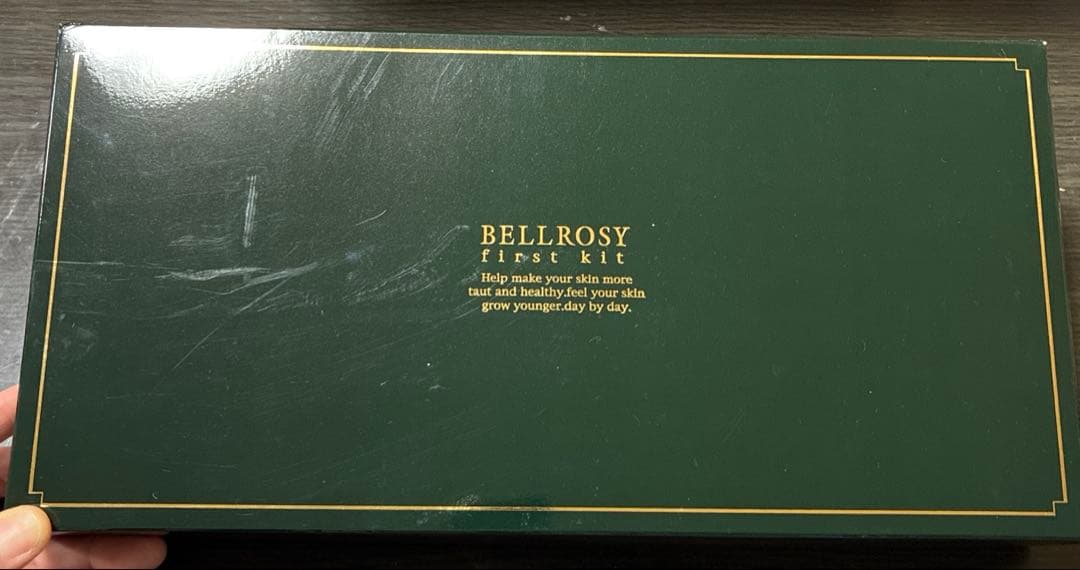 BELLROSY
first kit
Help make your skin more
taut and healthy.feel your skin
grow younger.day by day.